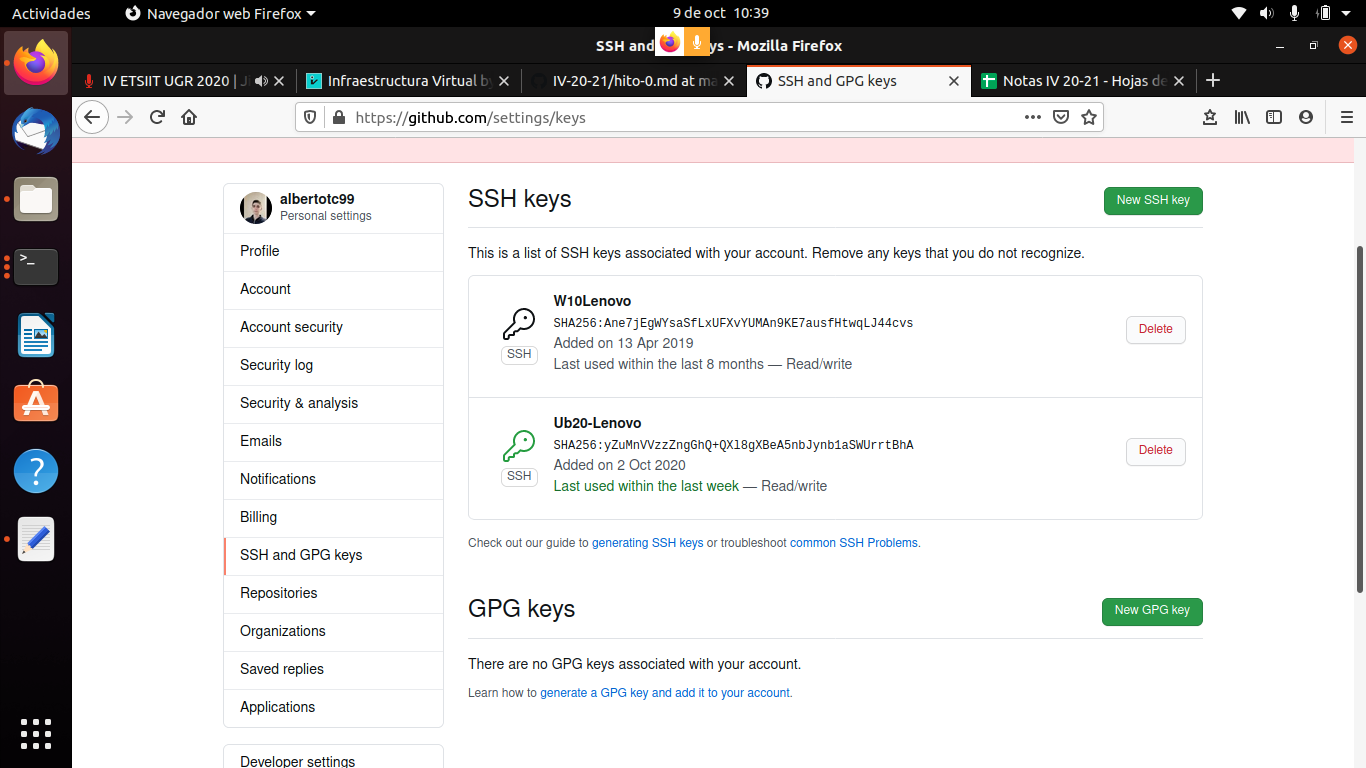 Actividades
Navegador web Firefox
9 de oct 10:39
SSH and
ys - Mozilla Firefox
IV ETSIIT UGR 2020 | Ji
Infraestructura Virtual by
IV-20-21/hito-0.md at ma
SSH and GPG keys
Notas IV 20-21 - Hojas de
https://github.com/settings/keys
albertotc99
Personal settings
Profile
Account
Account security
Security log
Security & analysis
Emails
Notifications
Billing
SSH and GPG keys
Repositories
Organizations
Saved replies
Applications
Developer settings
SSH keys
New SSH key
This is a list of SSH keys associated with your account. Remove any keys that you do not recognize.
W10Lenovo
SHA256:Ane7jEgWYsaSfLxUFXvYUMAn9KE7ausfHtwqLJ44cvs
Added on 13 Apr 2019
Last used within the last 8 months — Read/write
SSH
Delete
Ub20-Lenovo
SHA256:yZuMnVVzzZngGhQ+QXl8gXBeA5nbJynb1aSWUrrtBhA
Added on 2 Oct 2020
Last used within the last week — Read/write
SSH
Delete
Check out our guide to generating SSH keys or troubleshoot common SSH Problems.
GPG keys
New GPG key
There are no GPG keys associated with your account.
Learn how to generate a GPG key and add it to your account.